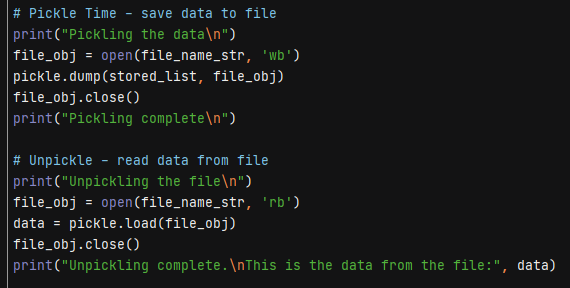 # Pickle Time - save data to file
print("Pickling the data\n")
file_obj = open(file_name_str, 'wb')
pickle.dump(stored_list, file_obj)
file_obj.close()
print("Pickling complete\n")

# Unpickle - read data from file
print("Unpickling the file\n")
file_obj = open(file_name_str, 'rb')
data = pickle.load(file_obj)
file_obj.close()
print("Unpickling complete.\nThis is the data from the file:", data)